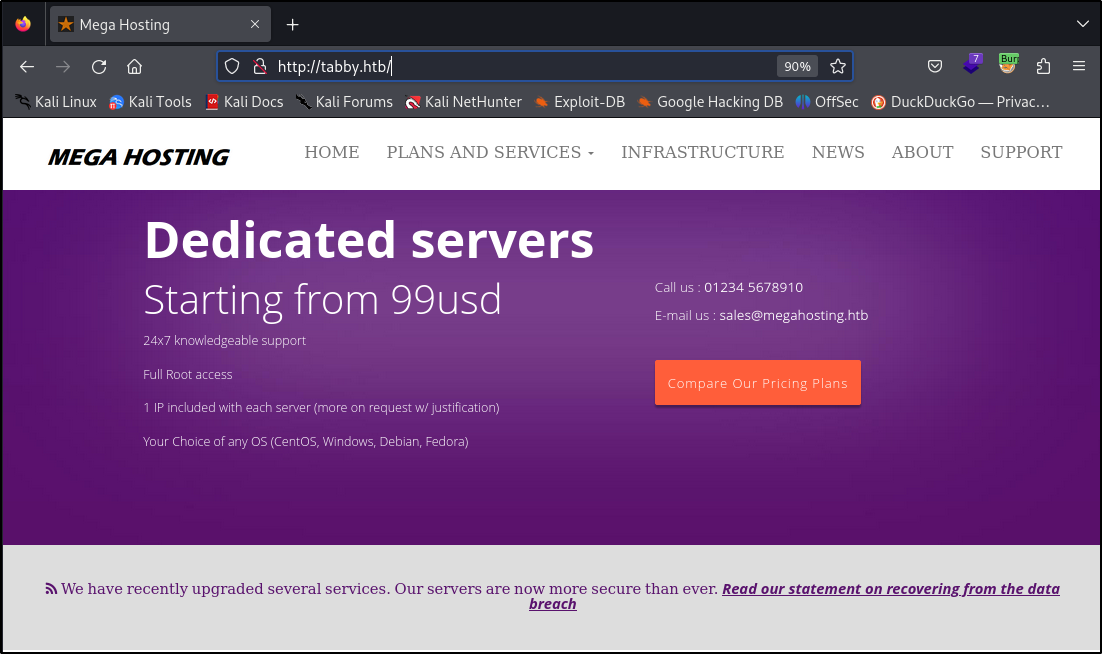 Mega Hosting
http://tabby.htb/
90%
7
Burp
Kali Linux Kali Tools Kali Docs Kali Forums Kali NetHunter Exploit-DB Google Hacking DB OffSec DuckDuckGo — Privac…
MEGA HOSTING
HOME PLANS AND SERVICES INFRASTRUCTURE NEWS ABOUT SUPPORT
Dedicated servers
Starting from 99usd
24x7 knowledgeable support
Full Root access
1 IP included with each server (more on request w/ justification)
Your Choice of any OS (CentOS, Windows, Debian, Fedora)
Call us : 01234 5678910
E-mail us : sales@megahosting.htb
Compare Our Pricing Plans
We have recently upgraded several services. Our servers are now more secure than ever. Read our statement on recovering from the data
breach